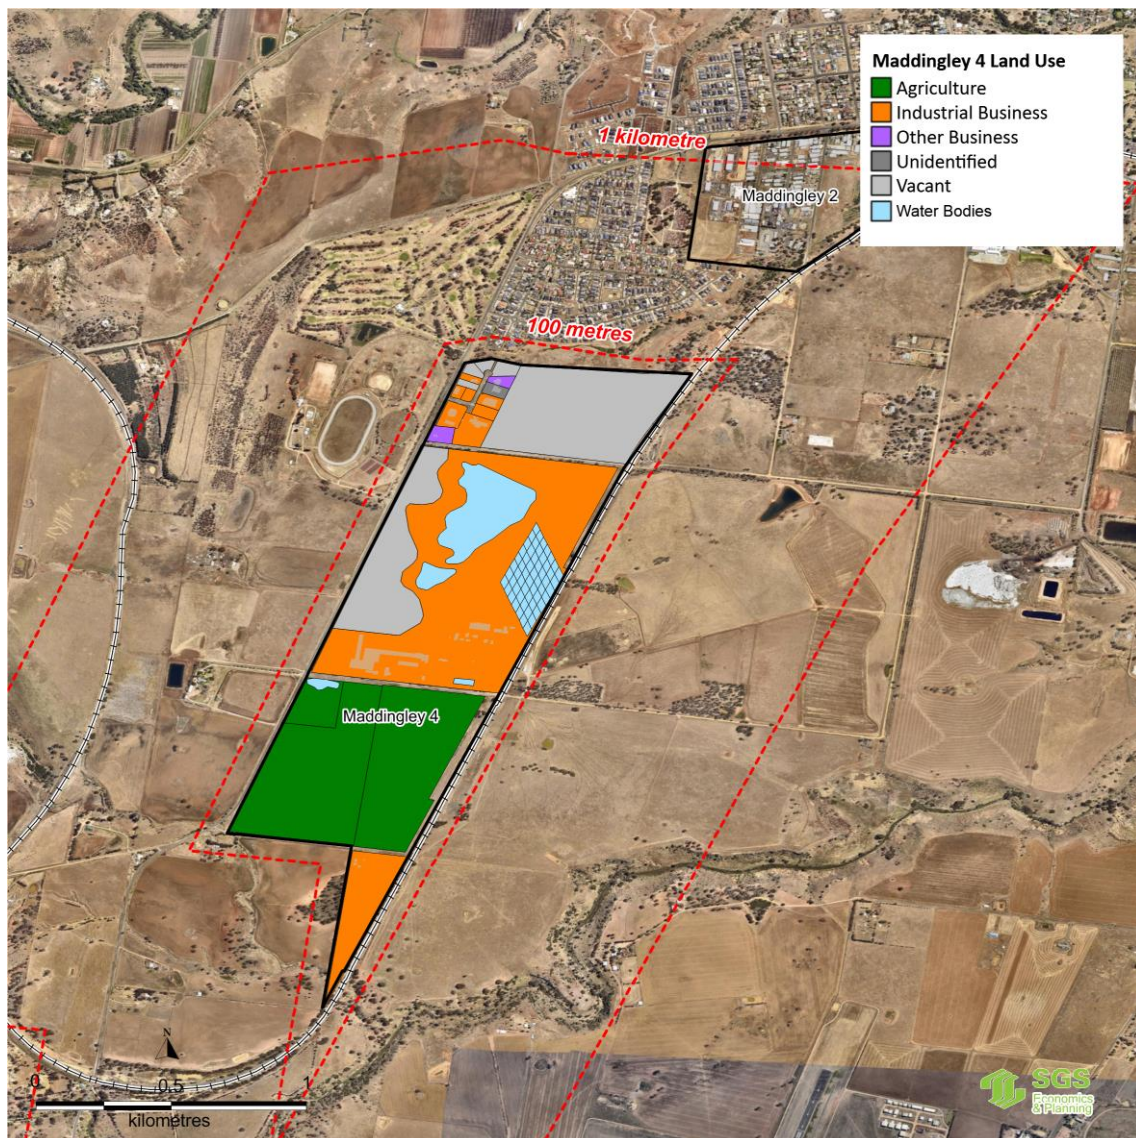 Maddingley 4 Land Use
Agriculture
Industrial Business
Other Business
Unidentified
Vacant
Water Bodies
1 kilometre
Maddingley 2
100 metres
Maddingley 4
N
0 0.5 1
kilometres
SGS
Economics
& Planning